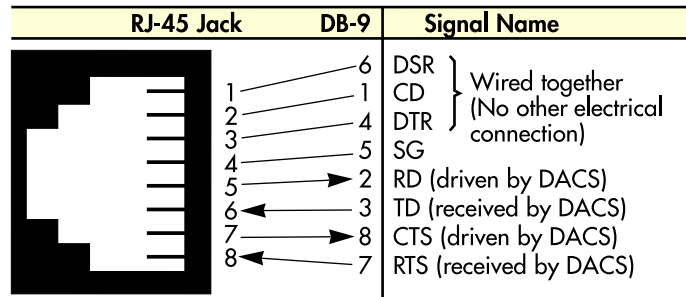 RJ-45 Jack DB-9 Signal Name
1 6 DSR
2 1 CD
3 4 DTR
Wired together
(No other electrical
connection)
4 5 SG
5 2 RD (driven by DACS)
6 3 TD (received by DACS)
7 8 CTS (driven by DACS)
8 7 RTS (received by DACS)